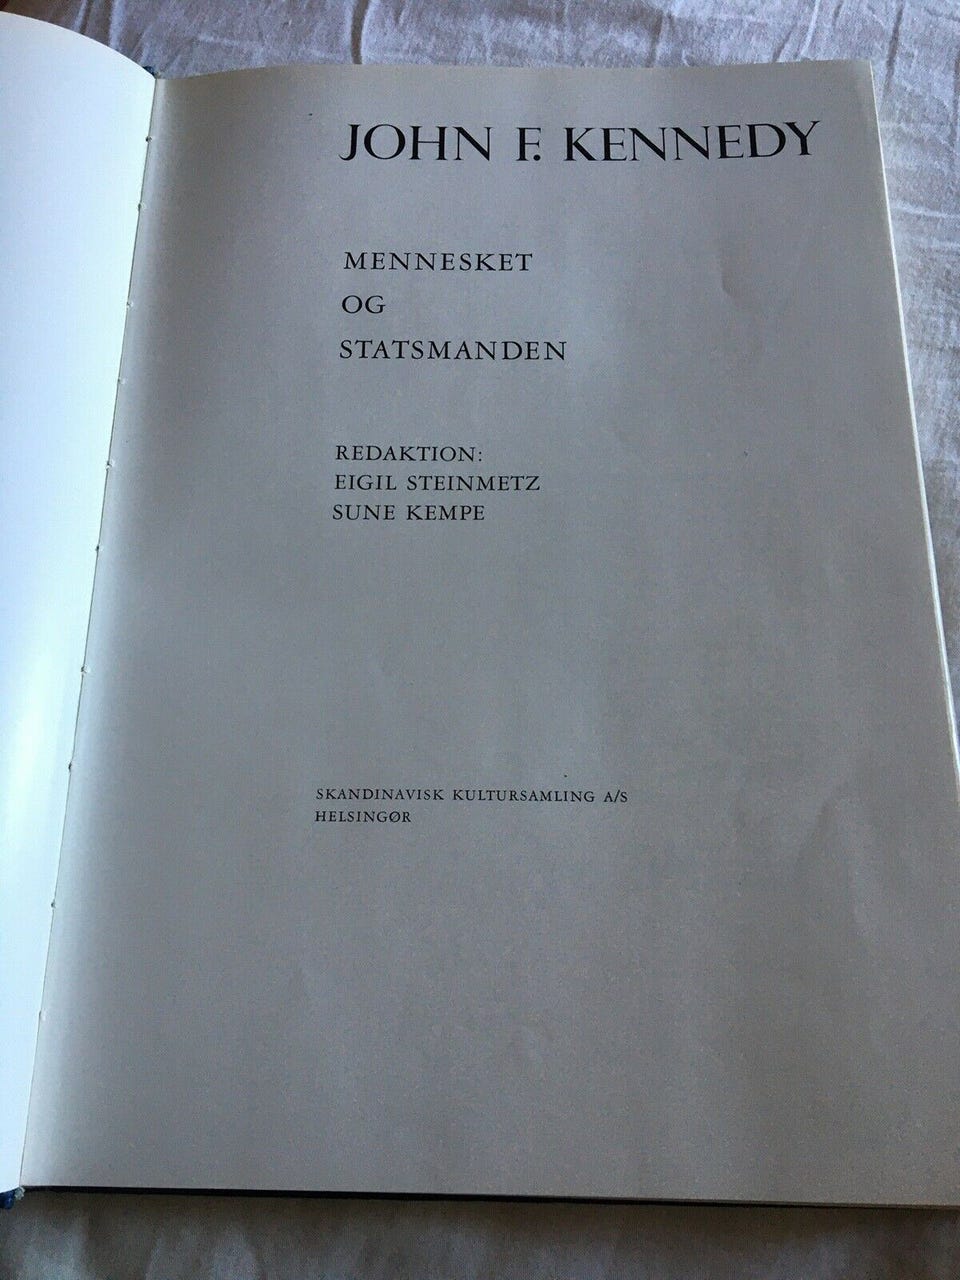 JOHN F. KENNEDY
MENNESKET
OG
STATSMANDEN
REDAKTION:
EIGIL STEINMETZ
SUNE KEMPE
SKANDINAVISK KULTURSAMLING A/S
HELSINGØR